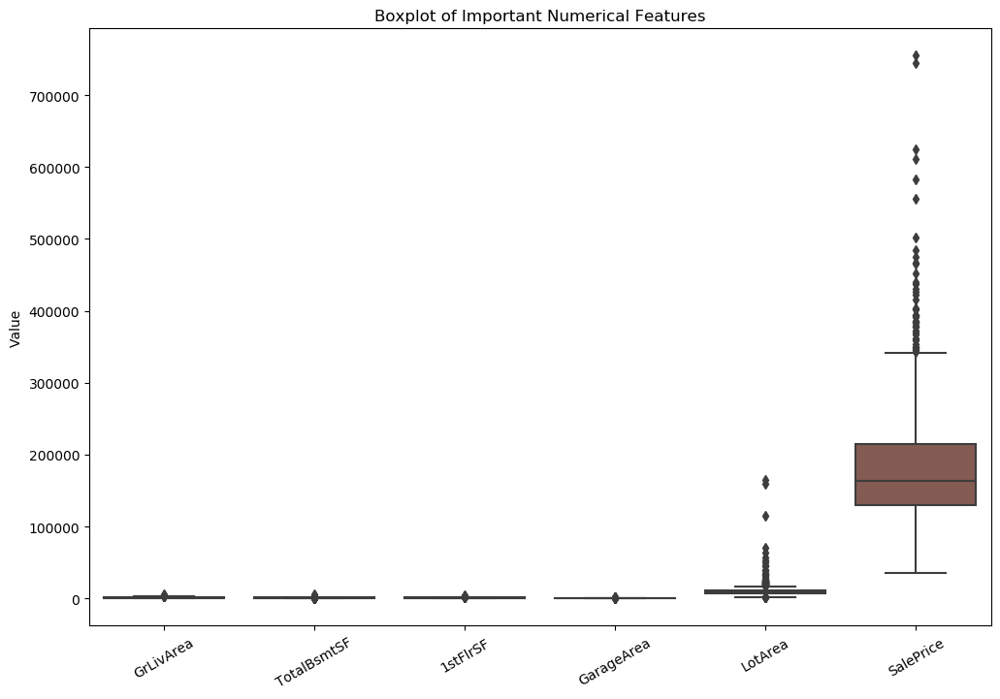 Boxplot of Important Numerical Features
700000
600000
500000
400000
300000
200000
100000
0
Value
GrLivArea
TotalBsmtSF
1stFlrSF
GarageArea
LotArea
SalePrice